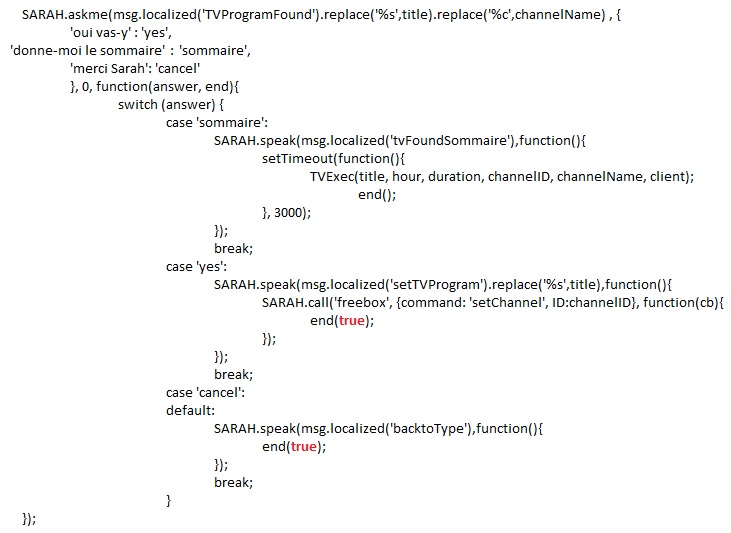 SARAH.askme(msg.localized('TVProgramFound').replace('%s',title).replace('%c',channelName) , {
'oui vas-y' : 'yes',
'donne-moi le sommaire' : 'sommaire',
'merci Sarah': 'cancel'
}, 0, function(answer, end){
switch (answer) {
case 'sommaire':
SARAH.speak(msg.localized('tvFoundSommaire'),function(){
setTimeout(function(){
TVExec(title, hour, duration, channelID, channelName, client);
end();
}, 3000);
});
break;
case 'yes':
SARAH.speak(msg.localized('setTVProgram').replace('%s',title),function(){
SARAH.call('freebox', {command: 'setChannel', ID:channelID}, function(cb){
end(true);
});
});
break;
case 'cancel':
default:
SARAH.speak(msg.localized('backtoType'),function(){
end(true);
});
break;
}
});